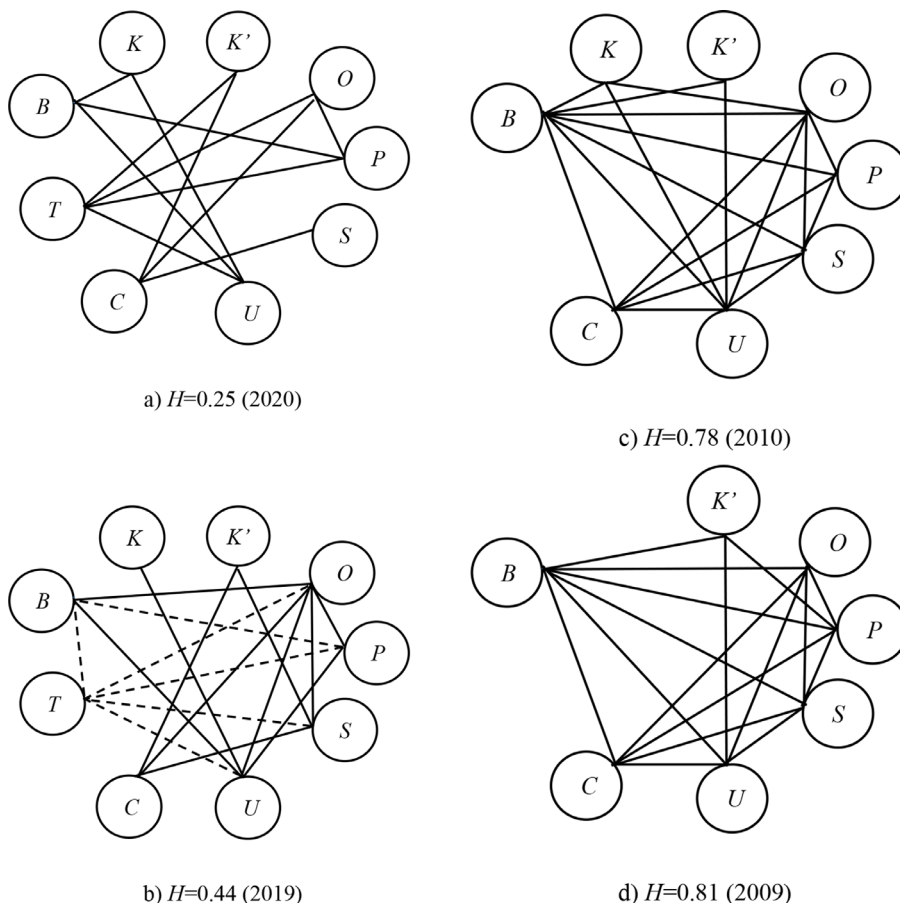 K
K'
O
B
P
T
S
C
U
a) H=0.25 (2020)
K
K'
O
B
P
S
C
U
c) H=0.78 (2010)
K
K'
O
B
P
T
S
C
U
b) H=0.44 (2019)
K'
O
B
P
S
C
U
d) H=0.81 (2009)